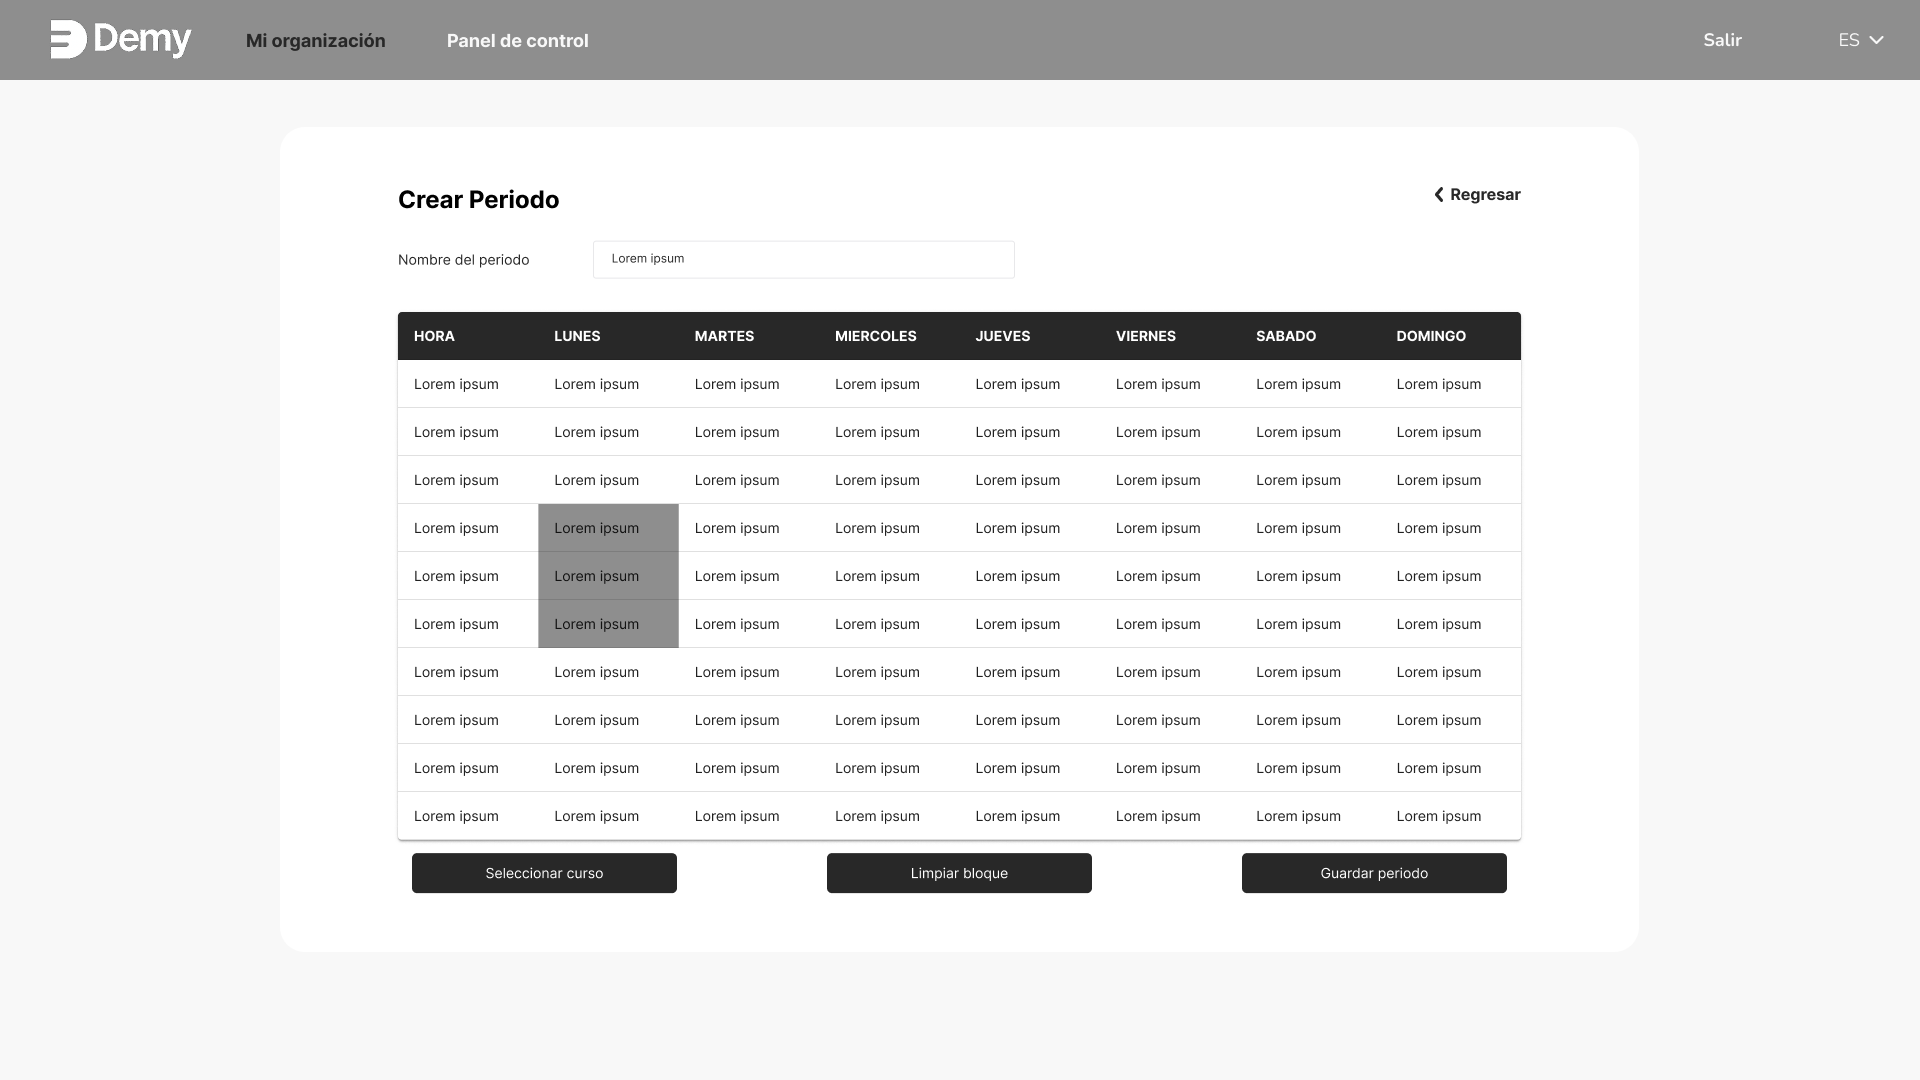 Demy Mi organización Panel de control Salir ES
Crear Periodo
Regresar
Nombre del periodo Lorem ipsum
HORA LUNES MARTES MIERCOLES JUEVES VIERNES SABADO DOMINGO
Lorem ipsum Lorem ipsum Lorem ipsum Lorem ipsum Lorem ipsum Lorem ipsum Lorem ipsum Lorem ipsum
Lorem ipsum Lorem ipsum Lorem ipsum Lorem ipsum Lorem ipsum Lorem ipsum Lorem ipsum Lorem ipsum
Lorem ipsum Lorem ipsum Lorem ipsum Lorem ipsum Lorem ipsum Lorem ipsum Lorem ipsum Lorem ipsum
Lorem ipsum Lorem ipsum Lorem ipsum Lorem ipsum Lorem ipsum Lorem ipsum Lorem ipsum Lorem ipsum
Lorem ipsum Lorem ipsum Lorem ipsum Lorem ipsum Lorem ipsum Lorem ipsum Lorem ipsum Lorem ipsum
Lorem ipsum Lorem ipsum Lorem ipsum Lorem ipsum Lorem ipsum Lorem ipsum Lorem ipsum Lorem ipsum
Lorem ipsum Lorem ipsum Lorem ipsum Lorem ipsum Lorem ipsum Lorem ipsum Lorem ipsum Lorem ipsum
Lorem ipsum Lorem ipsum Lorem ipsum Lorem ipsum Lorem ipsum Lorem ipsum Lorem ipsum Lorem ipsum
Lorem ipsum Lorem ipsum Lorem ipsum Lorem ipsum Lorem ipsum Lorem ipsum Lorem ipsum Lorem ipsum
Lorem ipsum Lorem ipsum Lorem ipsum Lorem ipsum Lorem ipsum Lorem ipsum Lorem ipsum Lorem ipsum
Seleccionar curso Limpiar bloque Guardar periodo